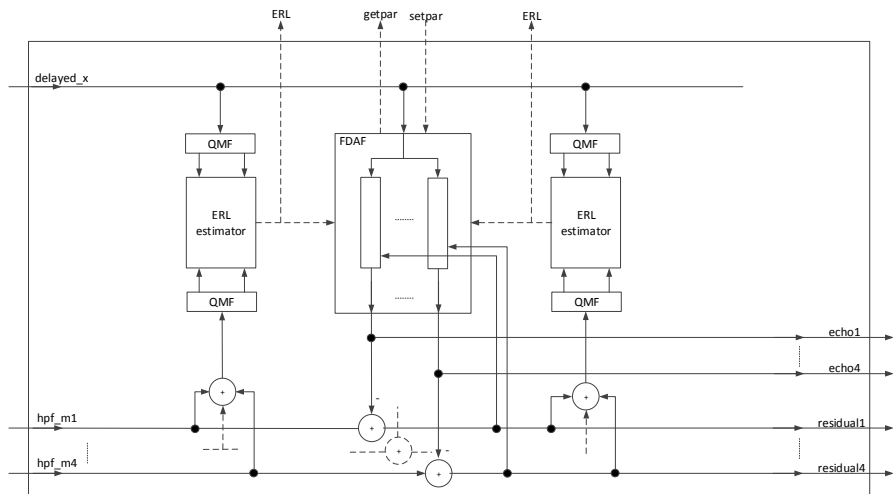 ERL getpar setpar ERL
delayed_x
QMF FDAF QMF
ERL
estimator
........
ERL
estimator
QMF ........ QMF
echo1
echo4
+ +
-
hpf_m1 + residual1
+ -
hpf_m4 + residual4